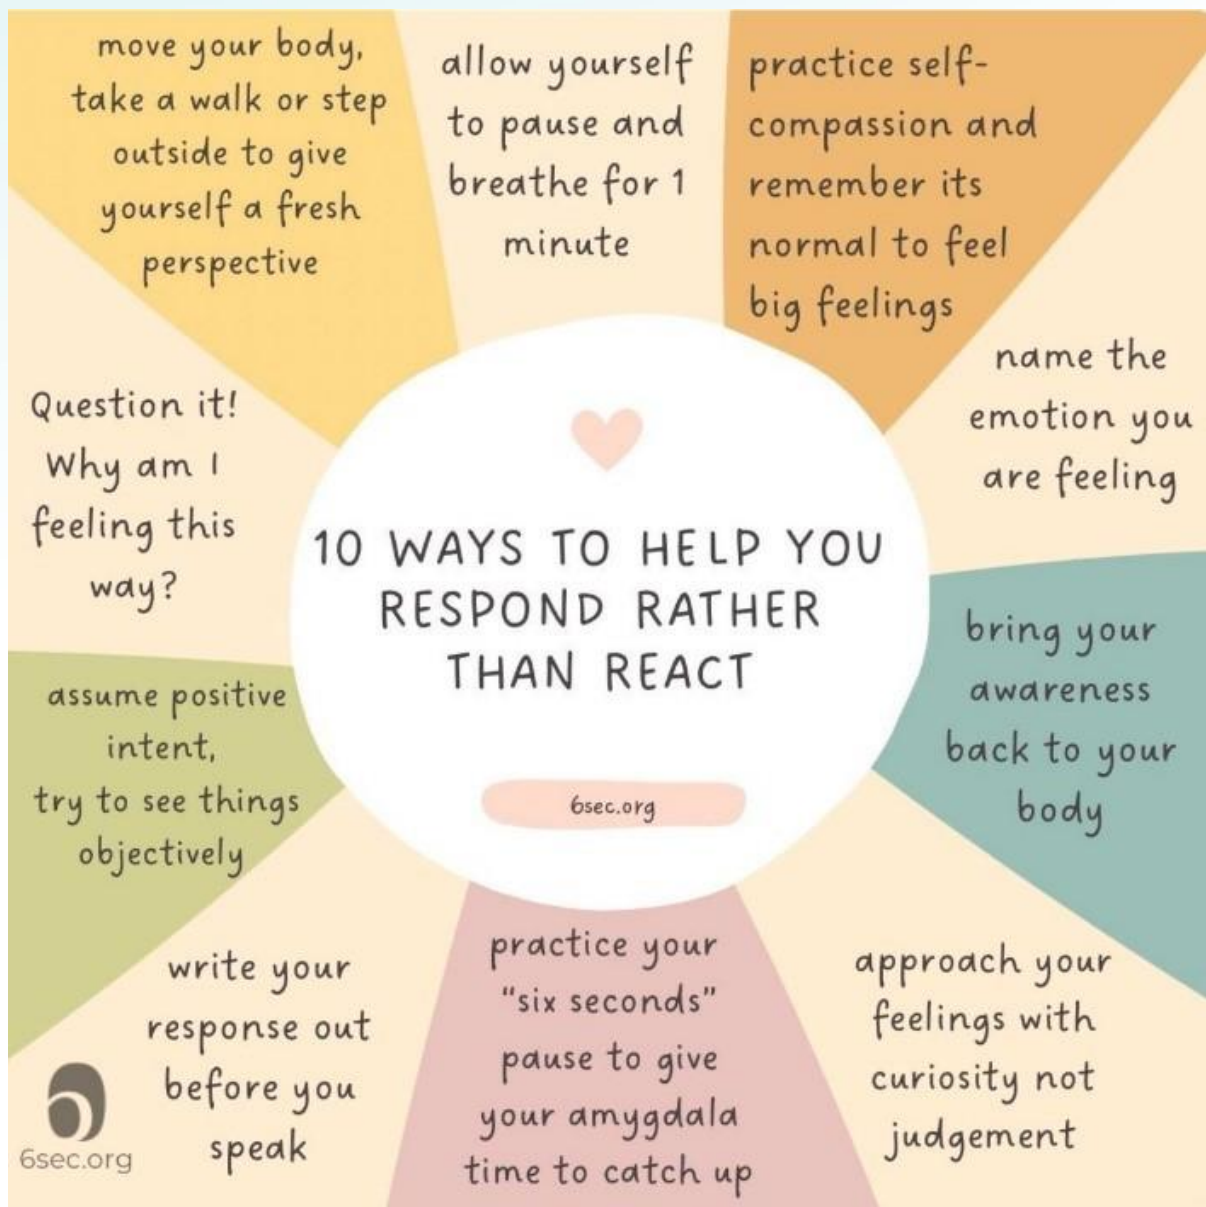 move your body,
take a walk or step
outside to give
yourself a fresh
perspective
allow yourself
to pause and
breathe for 1
minute
practice self-
compassion and
remember its
normal to feel
big feelings
name the
emotion you
are feeling
bring your
awareness
back to your
body
approach your
feelings with
curiosity not
judgement
practice your
"six seconds"
pause to give
your amygdala
time to catch up
write your
response out
before you
speak
assume positive
intent,
try to see things
objectively
Question it!
Why am I
feeling this
way?
10 WAYS TO HELP YOU
RESPOND RATHER
THAN REACT
6sec.org
6sec.org